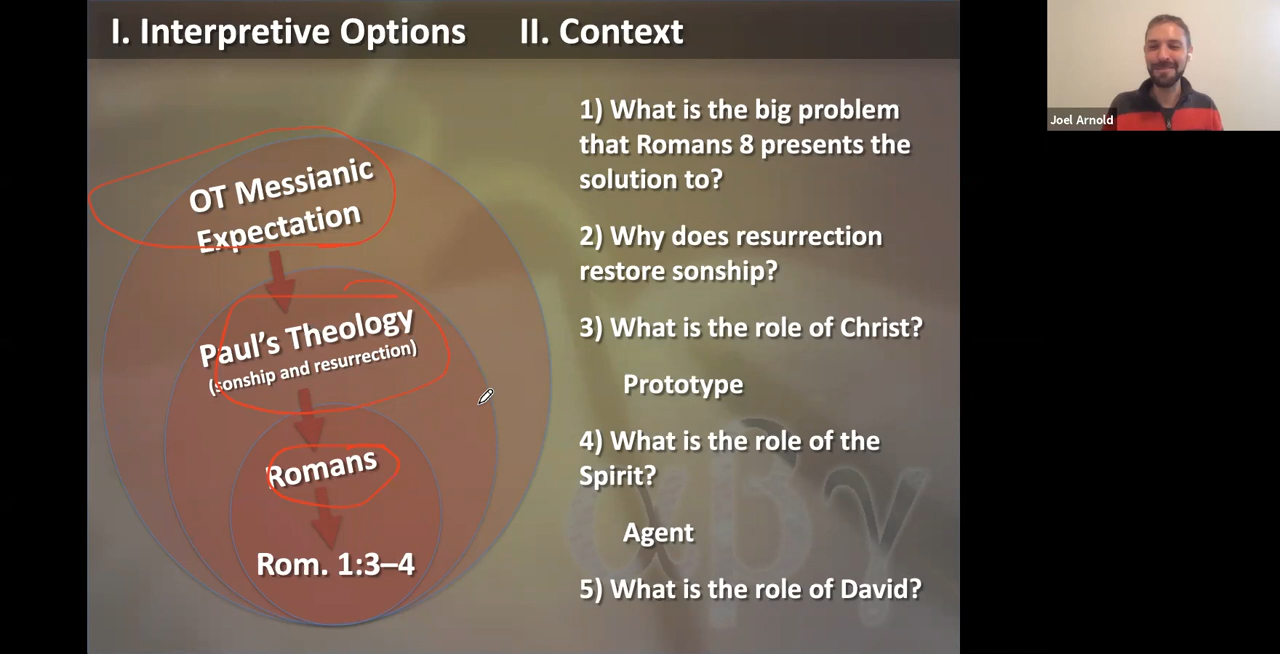 I. Interpretive Options II. Context
OT Messianic
Expectation
Paul's Theology
(sonship and resurrection)
Romans
Rom. 1:3–4
1) What is the big problem
that Romans 8 presents the
solution to?
2) Why does resurrection
restore sonship?
3) What is the role of Christ?
Prototype
4) What is the role of the
Spirit?
Agent
5) What is the role of David?
αβγ
Joel Arnold